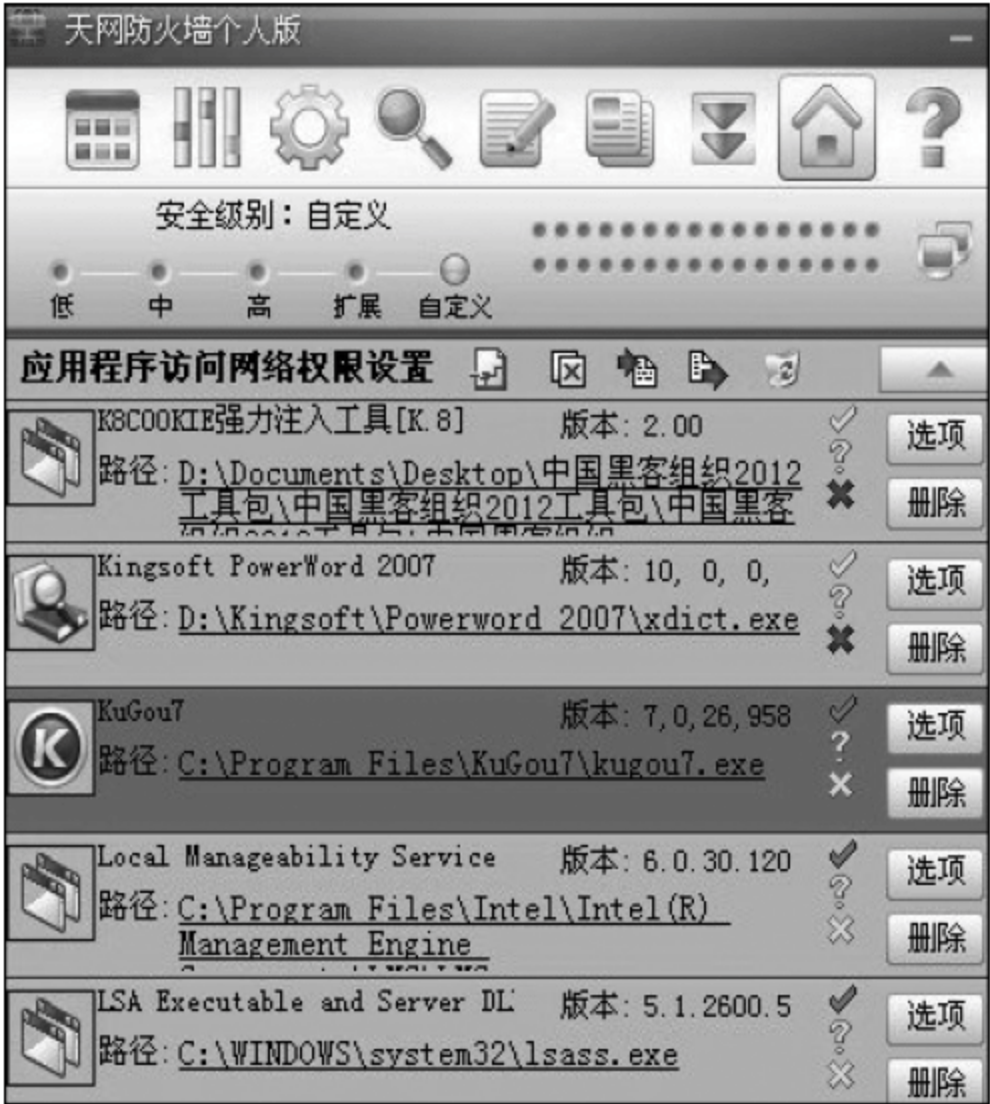 天网防火墙个人版
安全级别：自定义
低 中 高 扩展 自定义
应用程序访问网络权限设置
K8COOKIE强力注入工具[K.8] 版本: 2.00
选项
路径: D:\Documents\Desktop\中国黑客组织2012
工具包\中国黑客组织2012工具包\中国黑客
删除
Kingsoft PowerWord 2007 版本: 10, 0, 0,
选项
路径: D:\Kingsoft\Powerword 2007\xdict.exe
删除
KuGou7 版本: 7,0,26,958
选项
路径: C:\Program Files\KuGou7\kugou7.exe
删除
Local Manageability Service 版本: 6.0.30.120
选项
路径: C:\Program Files\Intel\Intel(R)
Management Engine
删除
LSA Executable and Server DL 版本: 5.1.2600.5
选项
路径: C:\WINDOWS\system32\lsass.exe
删除